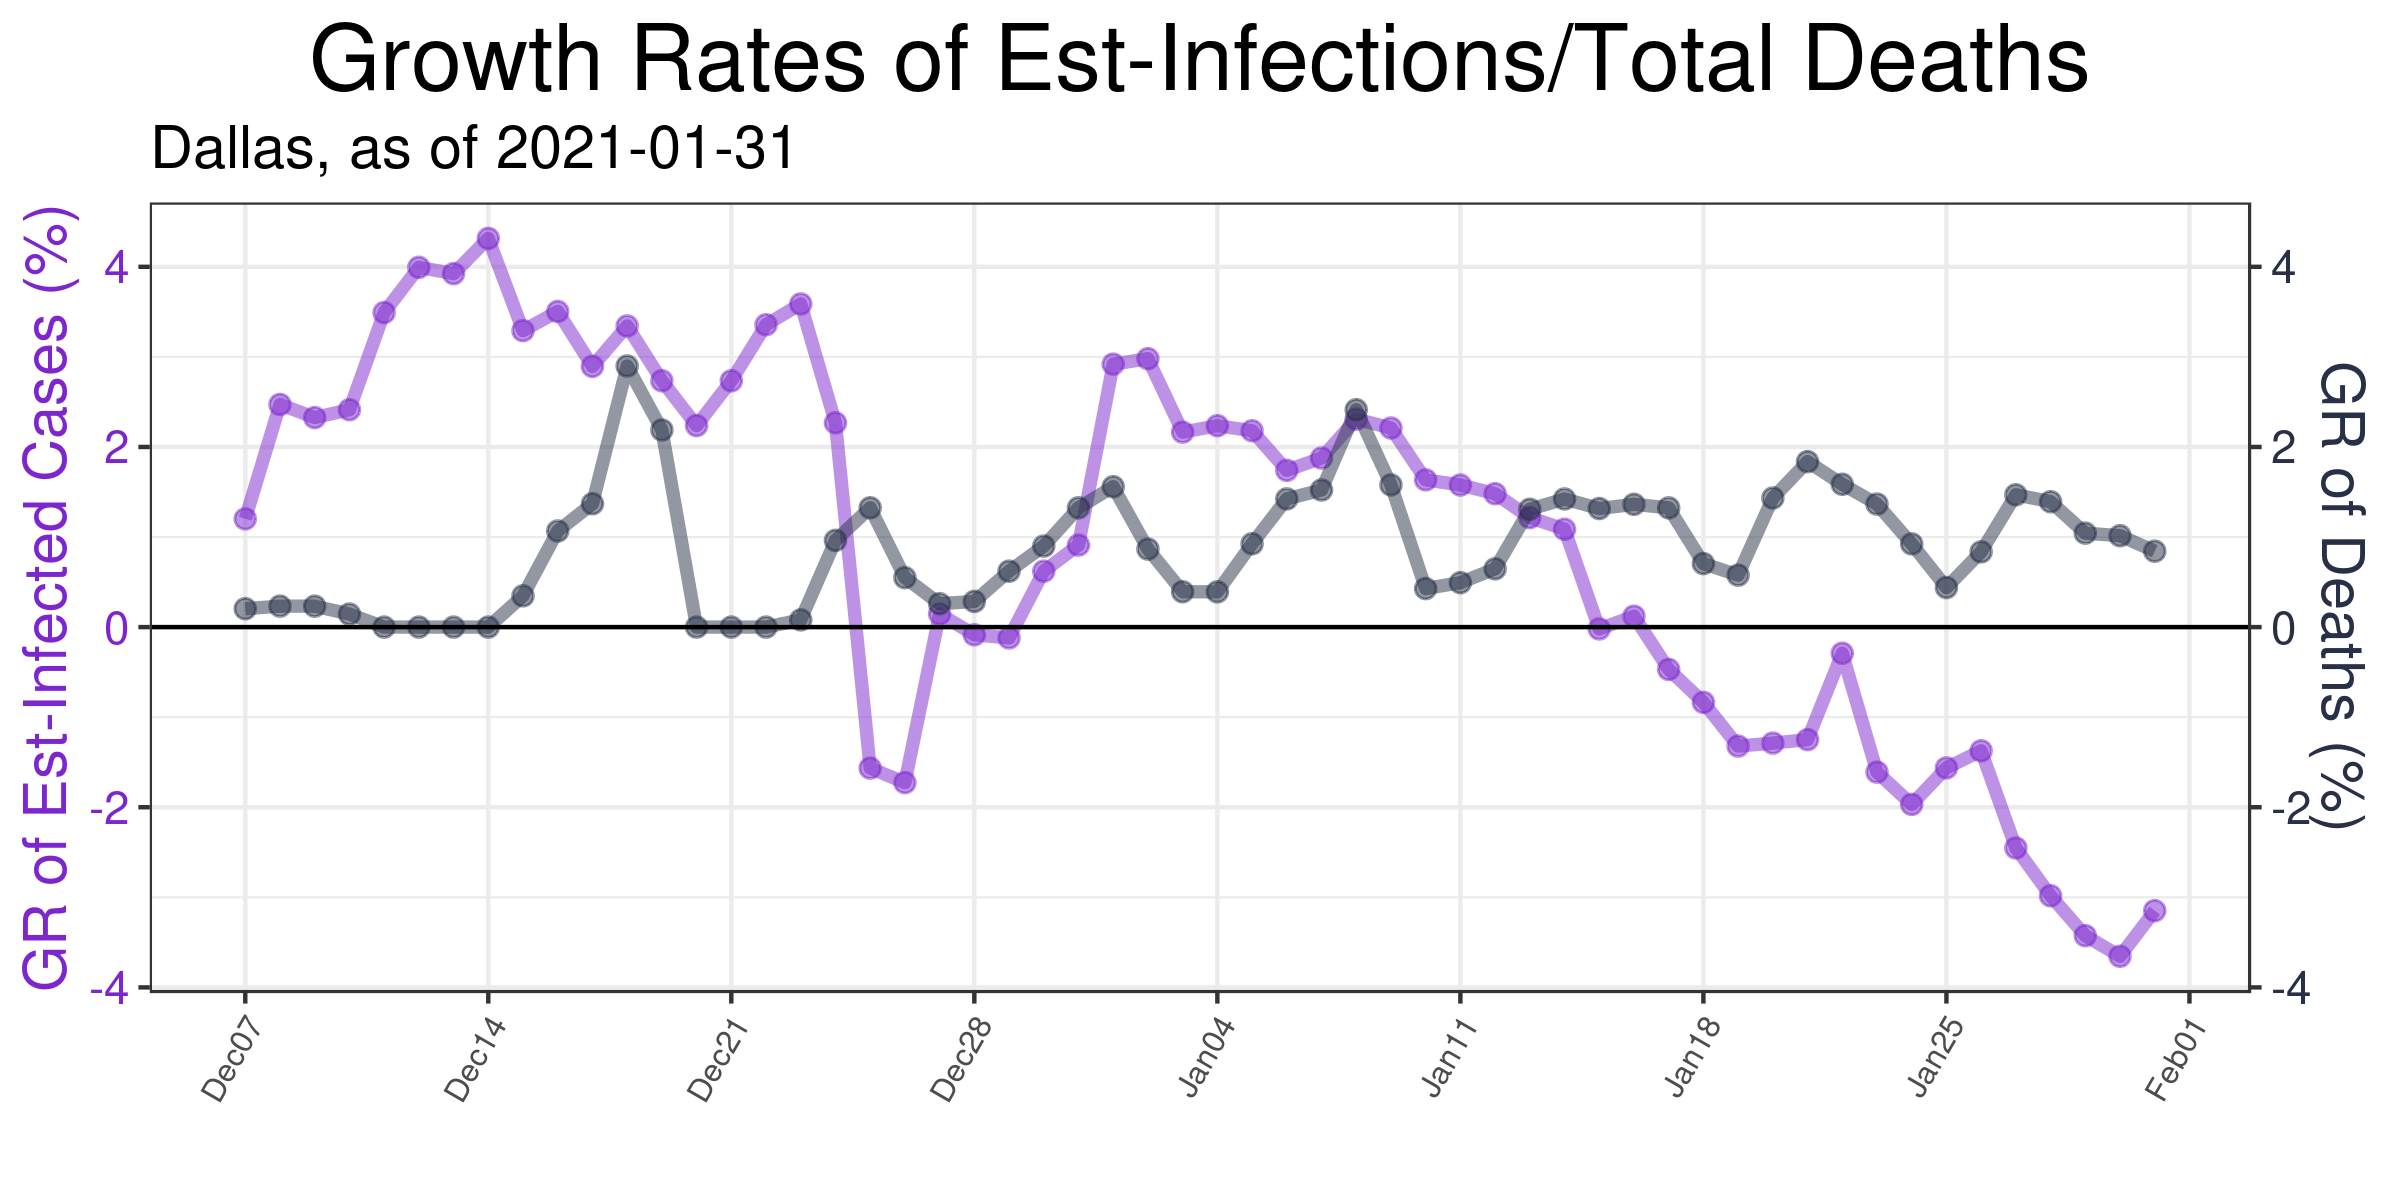 Growth Rates of Est-Infections/Total Deaths
Dallas, as of 2021-01-31
GR of Est-Infected Cases (%)
4
2
0
-2
-4
4
2
0
-2
-4
GR of Deaths (%)
Dec07
Dec14
Dec21
Dec28
Jan04
Jan11
Jan18
Jan25
Feb01